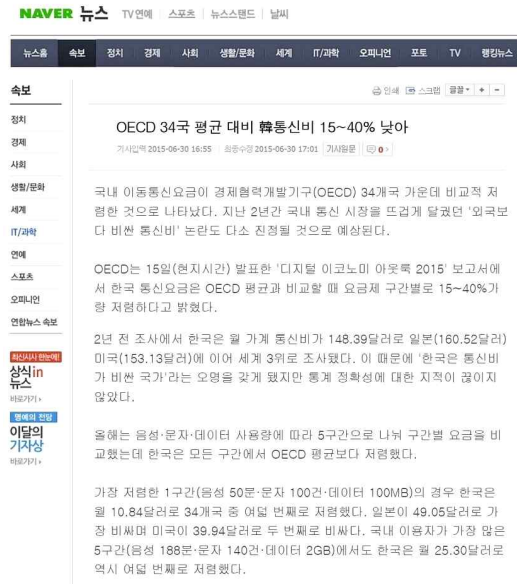 NAVER 뉴스 TV연예 스포츠 뉴스스탠드 날씨
뉴스홈 속보 정치 경제 사회 생활/문화 세계 IT/과학 오피니언 포토 TV 랭킹뉴스
속보
정치
경제
사회
생활/문화
세계
IT/과학
연예
스포츠
오피니언
연합뉴스 속보
최신시사 한눈에!
상식in
뉴스
바로가기
명예의 전당
이달의
기자상
바로가기
인쇄 스크랩 글꼴 + -
OECD 34국 평균 대비 韓통신비 15~40% 낮아
기사입력 2015-06-30 16:55 최종수정 2015-06-30 17:01 기사원문 0
국내 이동통신요금이 경제협력개발기구(OECD) 34개국 가운데 비교적 저
렴한 것으로 나타났다. 지난 2년간 국내 통신 시장을 뜨겁게 달궜던 '외국보
다 비싼 통신비' 논란도 다소 진정될 것으로 예상된다.
OECD는 15일(현지시간) 발표한 '디지털 이코노미 아웃룩 2015' 보고서에
서 한국 통신요금은 OECD 평균과 비교할 때 요금제 구간별로 15~40%가
량 저렴하다고 밝혔다.
2년 전 조사에서 한국은 월 가계 통신비가 148.39달러로 일본(160.52달러)
미국(153.13달러)에 이어 세계 3위로 조사됐다. 이 때문에 '한국은 통신비
가 비싼 국가'라는 오명을 갖게 됐지만 통계 정확성에 대한 지적이 끊이지
않았다.
올해는 음성·문자·데이터 사용량에 따라 5구간으로 나눠 구간별 요금을 비
교했는데 한국은 모든 구간에서 OECD 평균보다 저렴했다.
가장 저렴한 1구간(음성 50분·문자 100건·데이터 100MB)의 경우 한국은
월 10.84달러로 34개국 중 여덟 번째로 저렴했다. 일본이 49.05달러로 가
장 비싸며 미국이 39.94달러로 두 번째로 비싸다. 국내 이용자가 가장 많은
5구간(음성 188분·문자 140건·데이터 2GB)에서도 한국은 월 25.30달러로
역시 여덟 번째로 저렴했다.